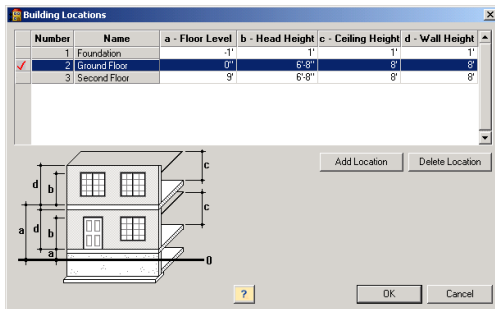 Building Locations
Number Name a - Floor Level b - Head Height c - Ceiling Height d - Wall Height
1 Foundation -1' 1' 1' 1'
2 Ground Floor 0" 6'-8" 8' 8'
3 Second Floor 9' 6'-8" 8' 8'
Add Location Delete Location
c
d b
c
a d b
a
0
? OK Cancel